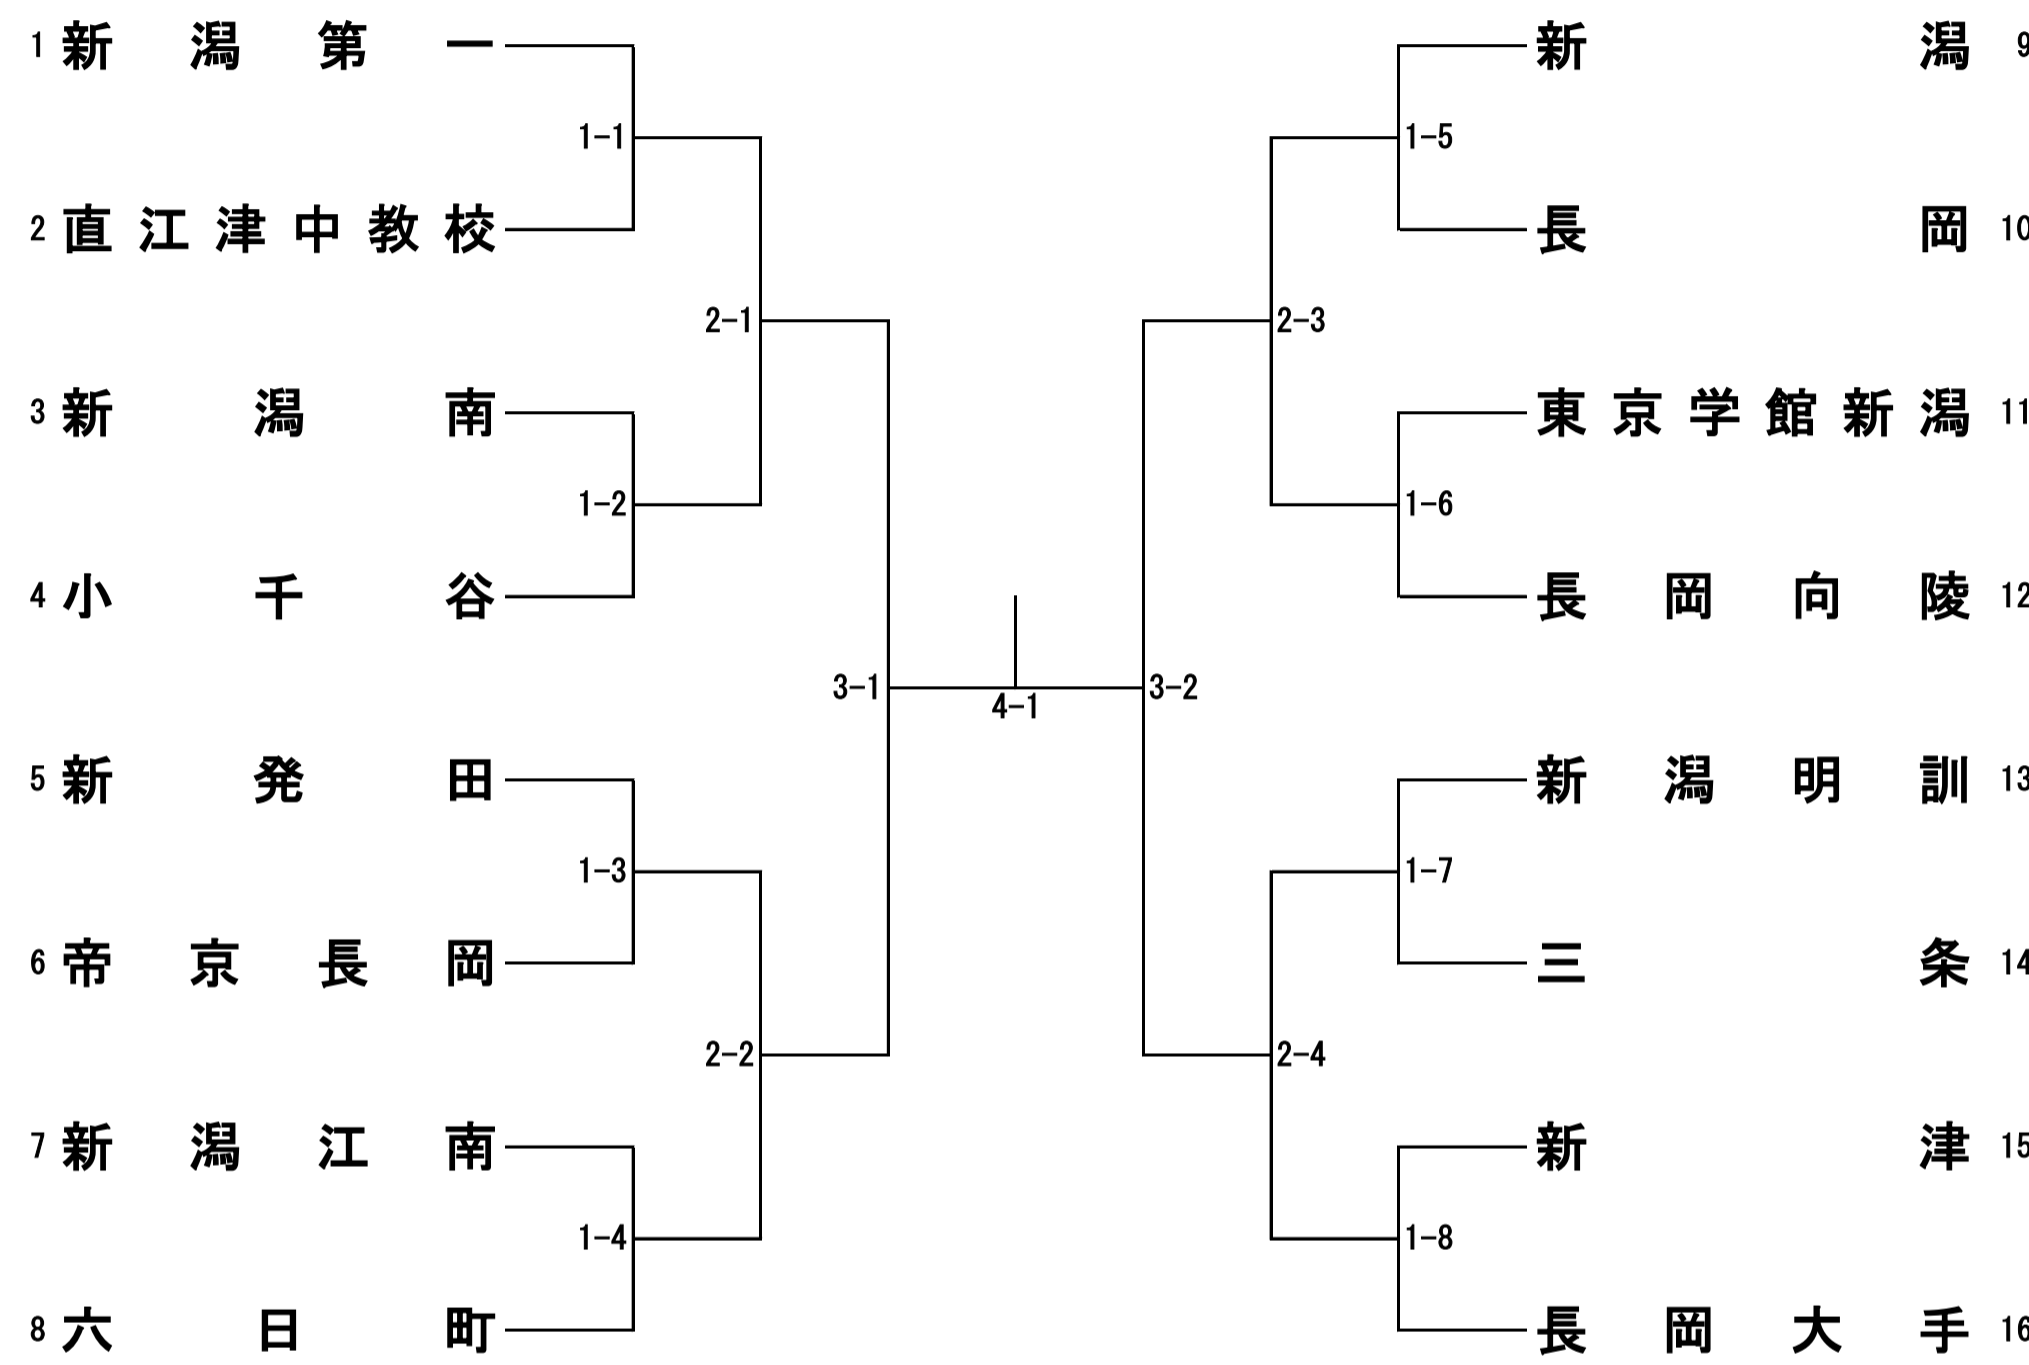 1 新潟第一
1-1
2 直江津中教校
2-1
3 新潟南
1-2
4 小千谷
3-1
5 新発田
1-3
6 帝京長岡
2-2
7 新潟江南
1-4
8 六日町
4-1
新潟 9
1-5
長岡 10
2-3
東京学館新潟 11
1-6
長岡向陵 12
3-2
新潟明訓 13
1-7
三条 14
2-4
新津 15
1-8
長岡大手 16